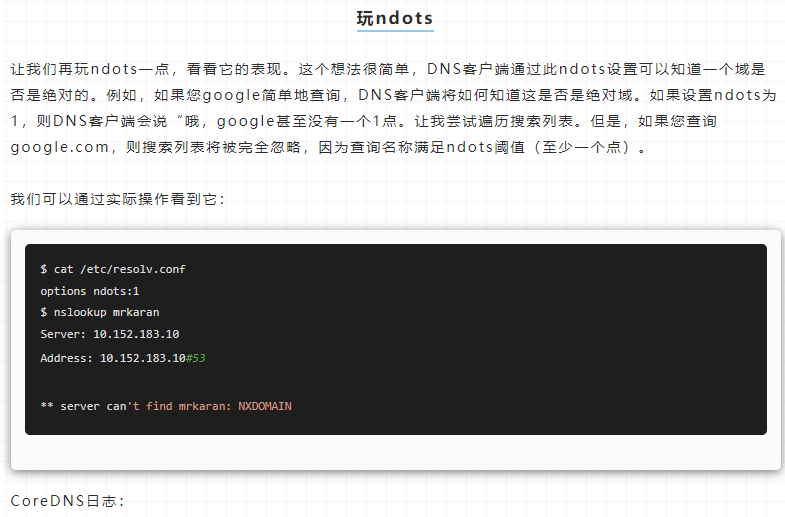 玩ndots
让我们再玩ndots一点，看看它的表现。这个想法很简单，DNS客户端通过此ndots设置可以知道一个域是
否是绝对的。例如，如果您google简单地查询，DNS客户端将如何知道这是否是绝对域。如果设置ndots为
1，则DNS客户端会说“哦，google甚至没有一个1点。让我尝试遍历搜索列表。但是，如果您查询
google.com，则搜索列表将被完全忽略，因为查询名称满足ndots阈值（至少一个点）。
我们可以通过实际操作看到它：
$ cat /etc/resolv.conf
options ndots:1
$ nslookup mrkaran
Server: 10.152.183.10
Address: 10.152.183.10#53
** server can't find mrkaran: NXDOMAIN
CoreDNS日志：